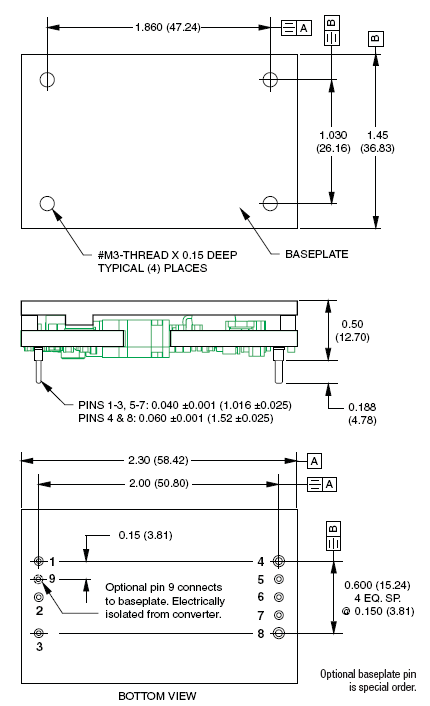 1.860 (47.24)
A
B
B
1.030
(26.16)
1.45
(36.83)
#M3-THREAD X 0.15 DEEP
TYPICAL (4) PLACES
BASEPLATE
0.50
(12.70)
PINS 1-3, 5-7: 0.040 ±0.001 (1.016 ±0.025)
PINS 4 & 8: 0.060 ±0.001 (1.52 ±0.025)
0.188
(4.78)
2.30 (58.42)
A
2.00 (50.80)
A
B
0.15 (3.81)
1
4
9
5
Optional pin 9 connects
to baseplate. Electrically
isolated from converter.
2
6
7
3
8
0.600 (15.24)
4 EQ. SP.
@ 0.150 (3.81)
Optional baseplate pin
is special order.
BOTTOM VIEW